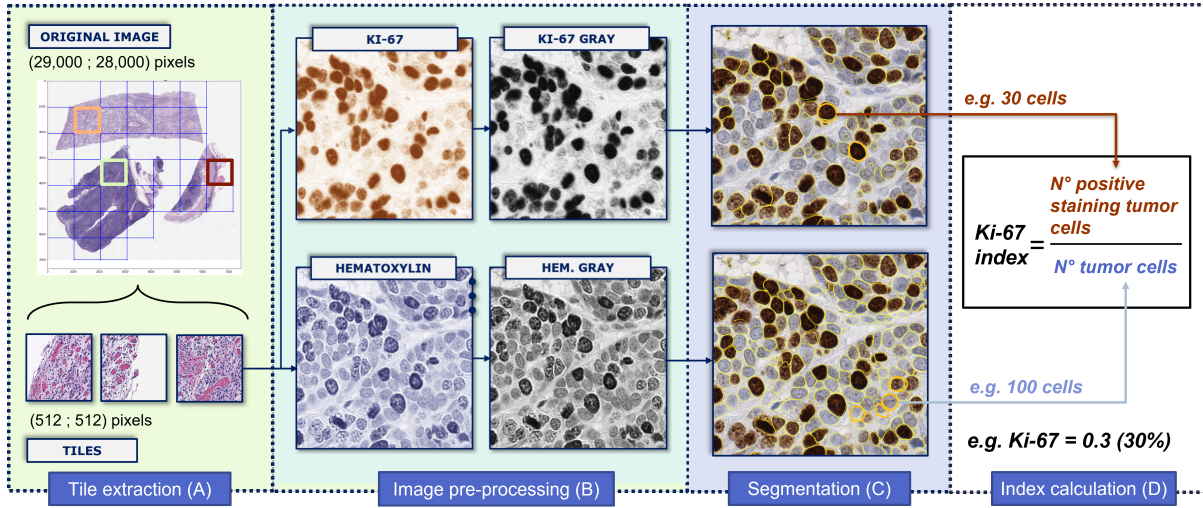 ORIGINAL IMAGE
(29,000 ; 28,000) pixels
(512 ; 512) pixels
TILES
Tile extraction (A)
KI-67
KI-67 GRAY
HEMATOXYLIN
HEM. GRAY
Image pre-processing (B)
Segmentation (C)
e.g. 30 cells
Ki-67
index
=
N° positive
staining tumor
cells
N° tumor cells
e.g. 100 cells
e.g. Ki-67 = 0.3 (30%)
Index calculation (D)